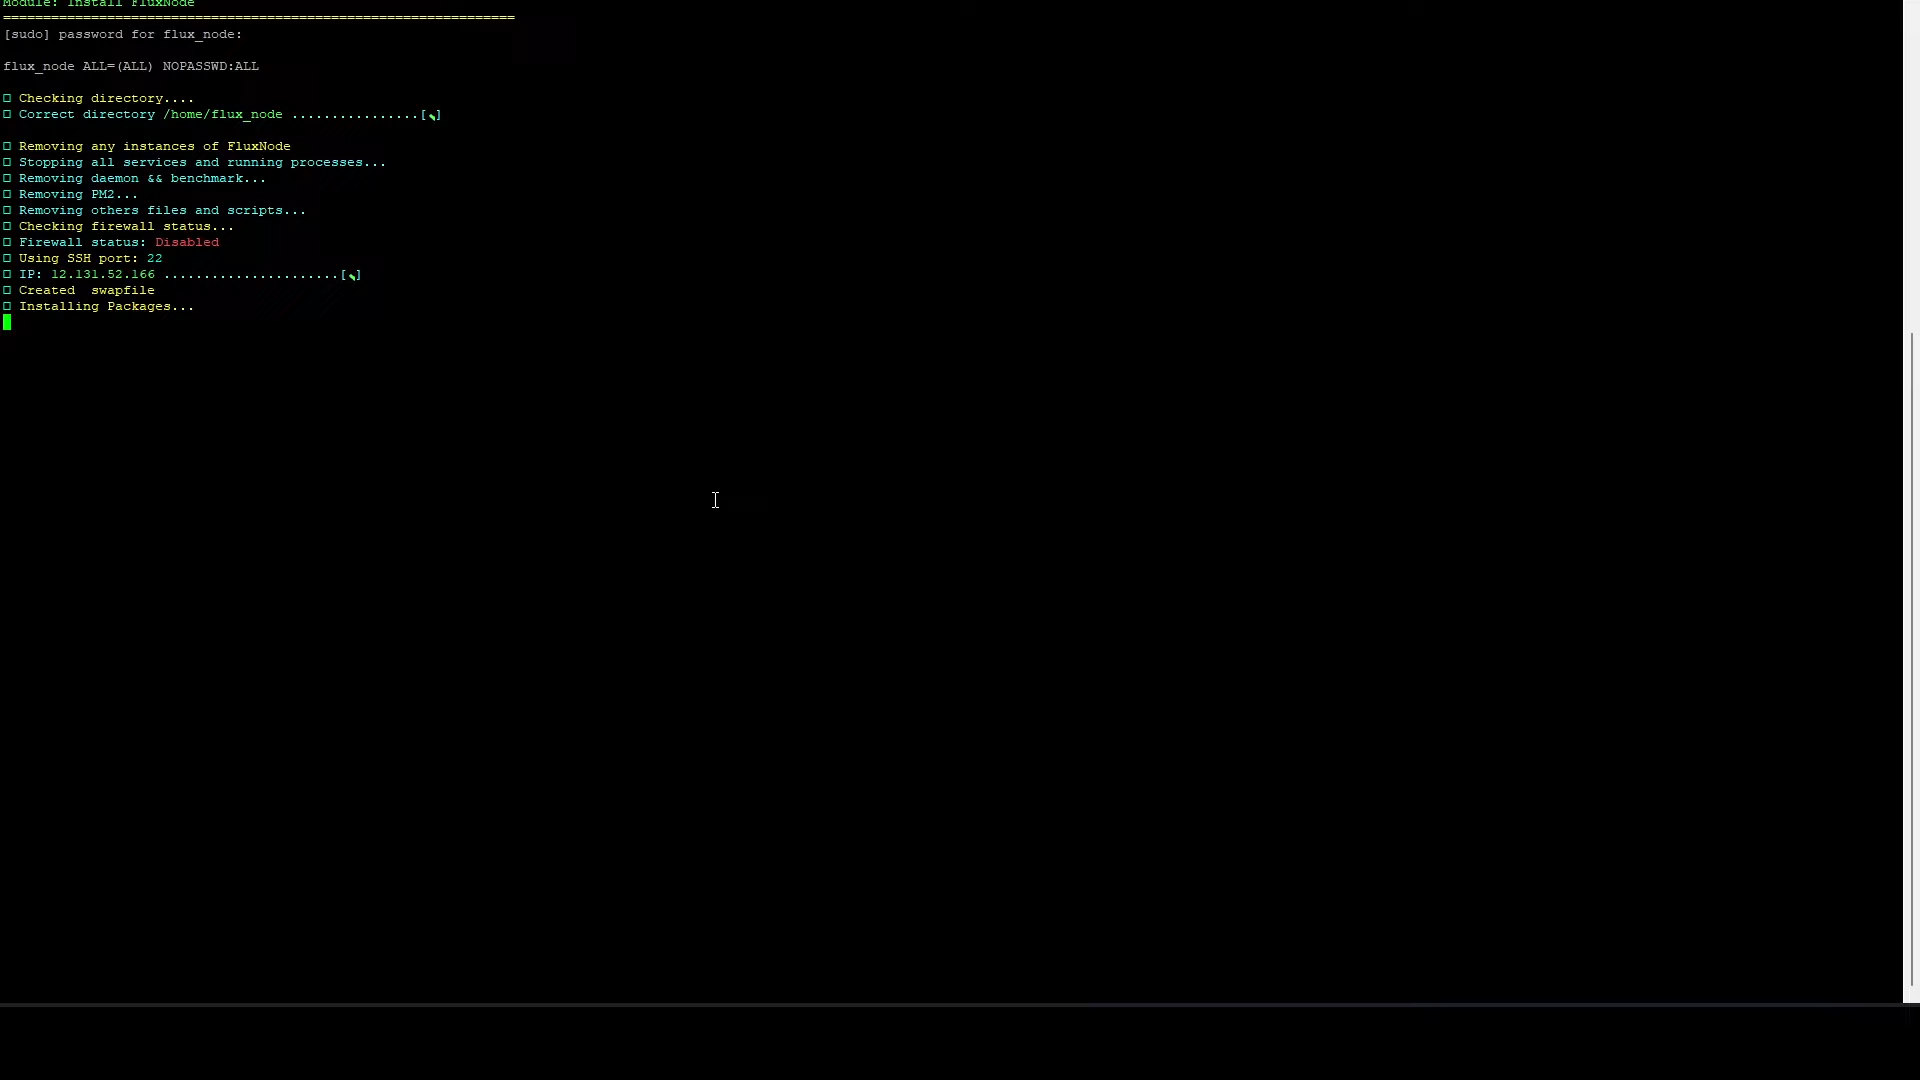 Module: Install FluxNode
================================================================
[sudo] password for flux_node:
flux_node ALL=(ALL) NOPASSWD:ALL
Checking directory....
Correct directory /home/flux_node ................[✔]
Removing any instances of FluxNode
Stopping all services and running processes...
Removing daemon && benchmark...
Removing PM2...
Removing others files and scripts...
Checking firewall status...
Firewall status: Disabled
Using SSH port: 22
IP: 12.131.52.166 ......................[✔]
Created  swapfile
Installing Packages...